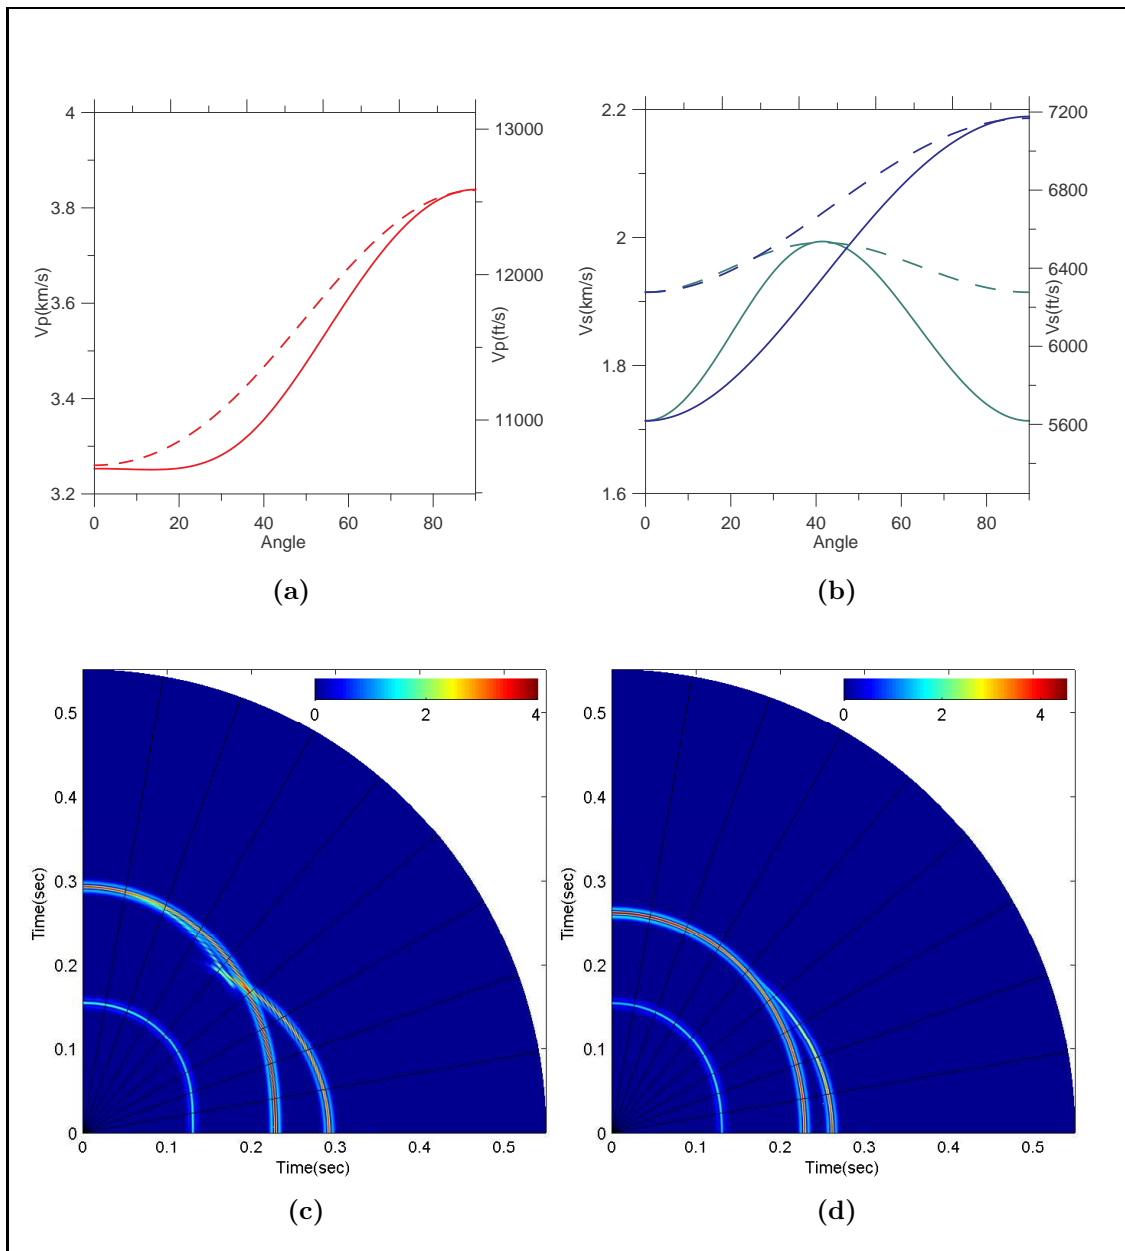 4
3.8
3.6
3.4
3.2
Vp(km/s)
13000
12000
11000
Vp(ft/s)
0 20 40 60 80
Angle
(a)
2.2
2
1.8
1.6
Vs(km/s)
7200
6800
6400
6000
5600
Vs(ft/s)
0 20 40 60 80
Angle
(b)
0 2 4
0.5
0.4
0.3
0.2
0.1
0
Time(sec)
0 0.1 0.2 0.3 0.4 0.5
Time(sec)
(c)
0 2 4
0.5
0.4
0.3
0.2
0.1
0
Time(sec)
0 0.1 0.2 0.3 0.4 0.5
Time(sec)
(d)